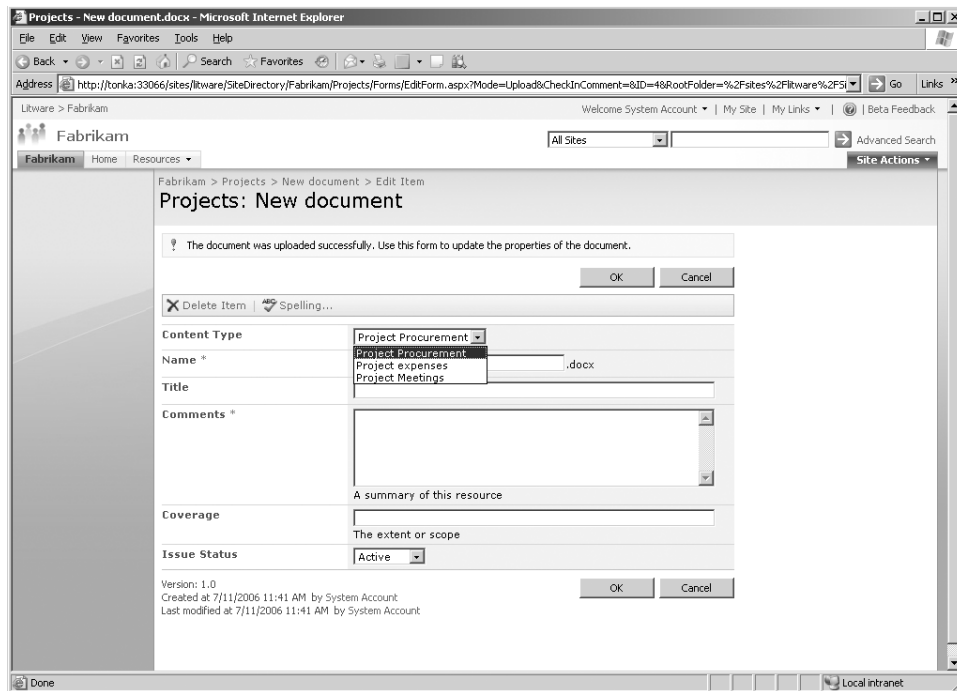 Projects - New document.docx - Microsoft Internet Explorer
File Edit View Favorites Tools Help
Back Search Favorites
Address http://tonka:33066/sites/litware/SiteDirectory/Fabrikam/Projects/Forms/EditForm.aspx?Mode=Upload&CheckInComment=&ID=4&RootFolder=%2Fsites%2Flitware%2FSi Go Links »
Litware > Fabrikam Welcome System Account | My Site | My Links | Beta Feedback
Fabrikam All Sites Advanced Search
Fabrikam Home Resources Site Actions
Fabrikam > Projects > New document > Edit Item
Projects: New document
The document was uploaded successfully. Use this form to update the properties of the document.
OK Cancel
Delete Item | ABC Spelling...
Content Type Project Procurement
Project Procurement
Name * .docx
Project expenses
Project Meetings
Title
Comments *
A summary of this resource
Coverage
The extent or scope
Issue Status Active
Version: 1.0 OK Cancel
Created at 7/11/2006 11:41 AM by System Account
Last modified at 7/11/2006 11:41 AM by System Account
Done Local intranet